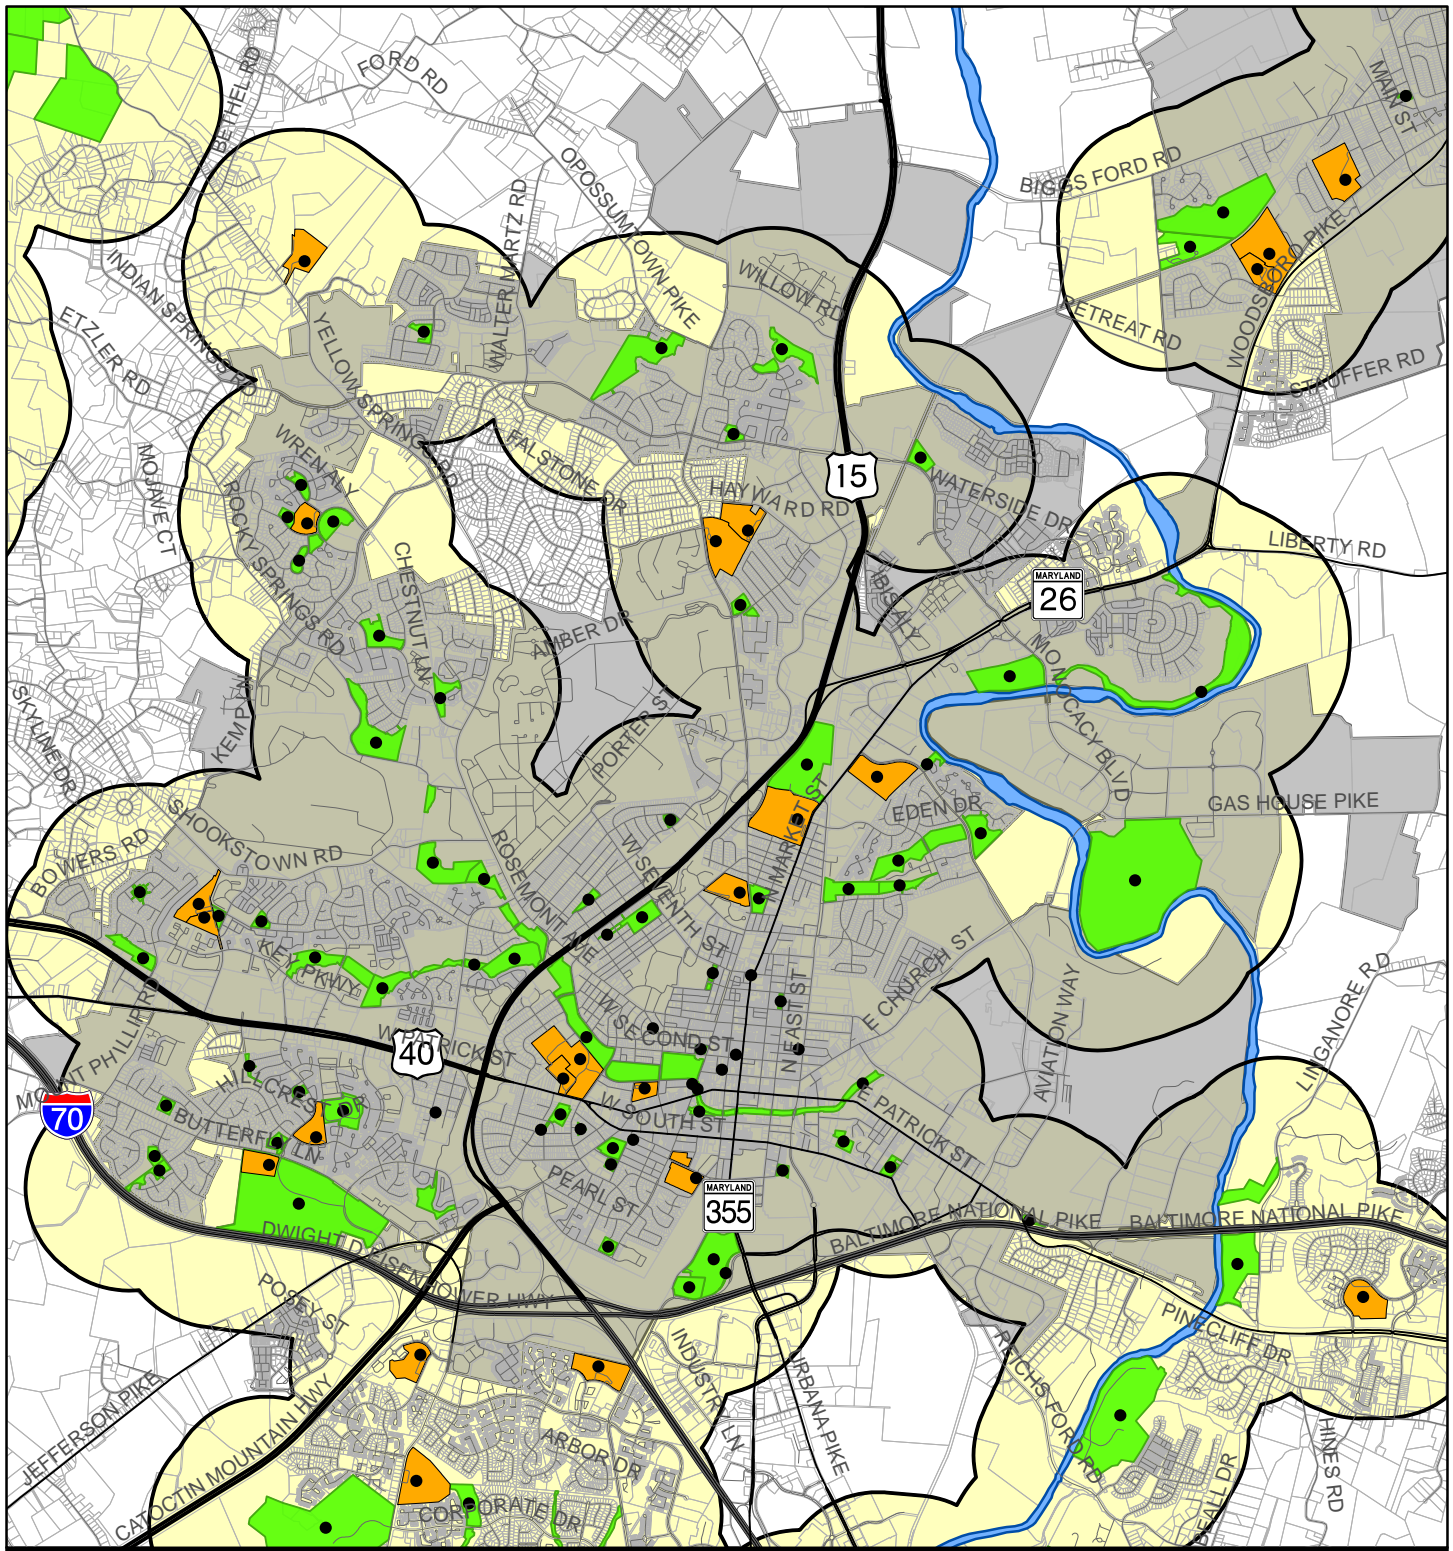 FORD RD
BETHEL RD
MAIN ST
OPOSSUMTOWN PIKE
BIGGS FORD RD
WALTER MARTZ RD
INDIAN SPRINGS RD
WILLOW RD
WOODSBORO PIKE
ETZLER RD
YELLOW SPRINGS RD
RETREAT RD
STAUFFER RD
WREN ALY
FALSTONE DR
MOJAVE CT
15
HAYWARD RD
WATERSIDE DR
ROCKY SPRINGS RD
LIBERTY RD
CHESTNUT LN
ABIS ALY
MARYLAND
26
AMBER DR
MONOCACY BLVD
SKYLINE DR
KEMP LN
PORTER ST
GAS HOUSE PIKE
EDEN DR
N MARKET ST
SHOOKSTOWN RD
BOWERS RD
ROSEMONT AVE
W SEVENTH ST
KEY PKWY
E CHURCH ST
LINGANORE RD
AVIATION WAY
N EAST ST
W SECOND ST
W PATRICK ST
40
MOUNT PHILLIP RD
70
HILLCREST DR
BUTTERFLY LN
W SOUTH ST
E PATRICK ST
PEARL ST
MARYLAND
355
BALTIMORE NATIONAL PIKE
BALTIMORE NATIONAL PIKE
DWIGHT D EISENHOWER HWY
POSEY ST
PINECLIFF DR
INDUSTRY LN
URBANA PIKE
REICHS FORD RD
JEFFERSON PIKE
CATOCTIN MOUNTAIN HWY
ARBOR DR
CORPORATE DR
BEALL DR
HINES RD